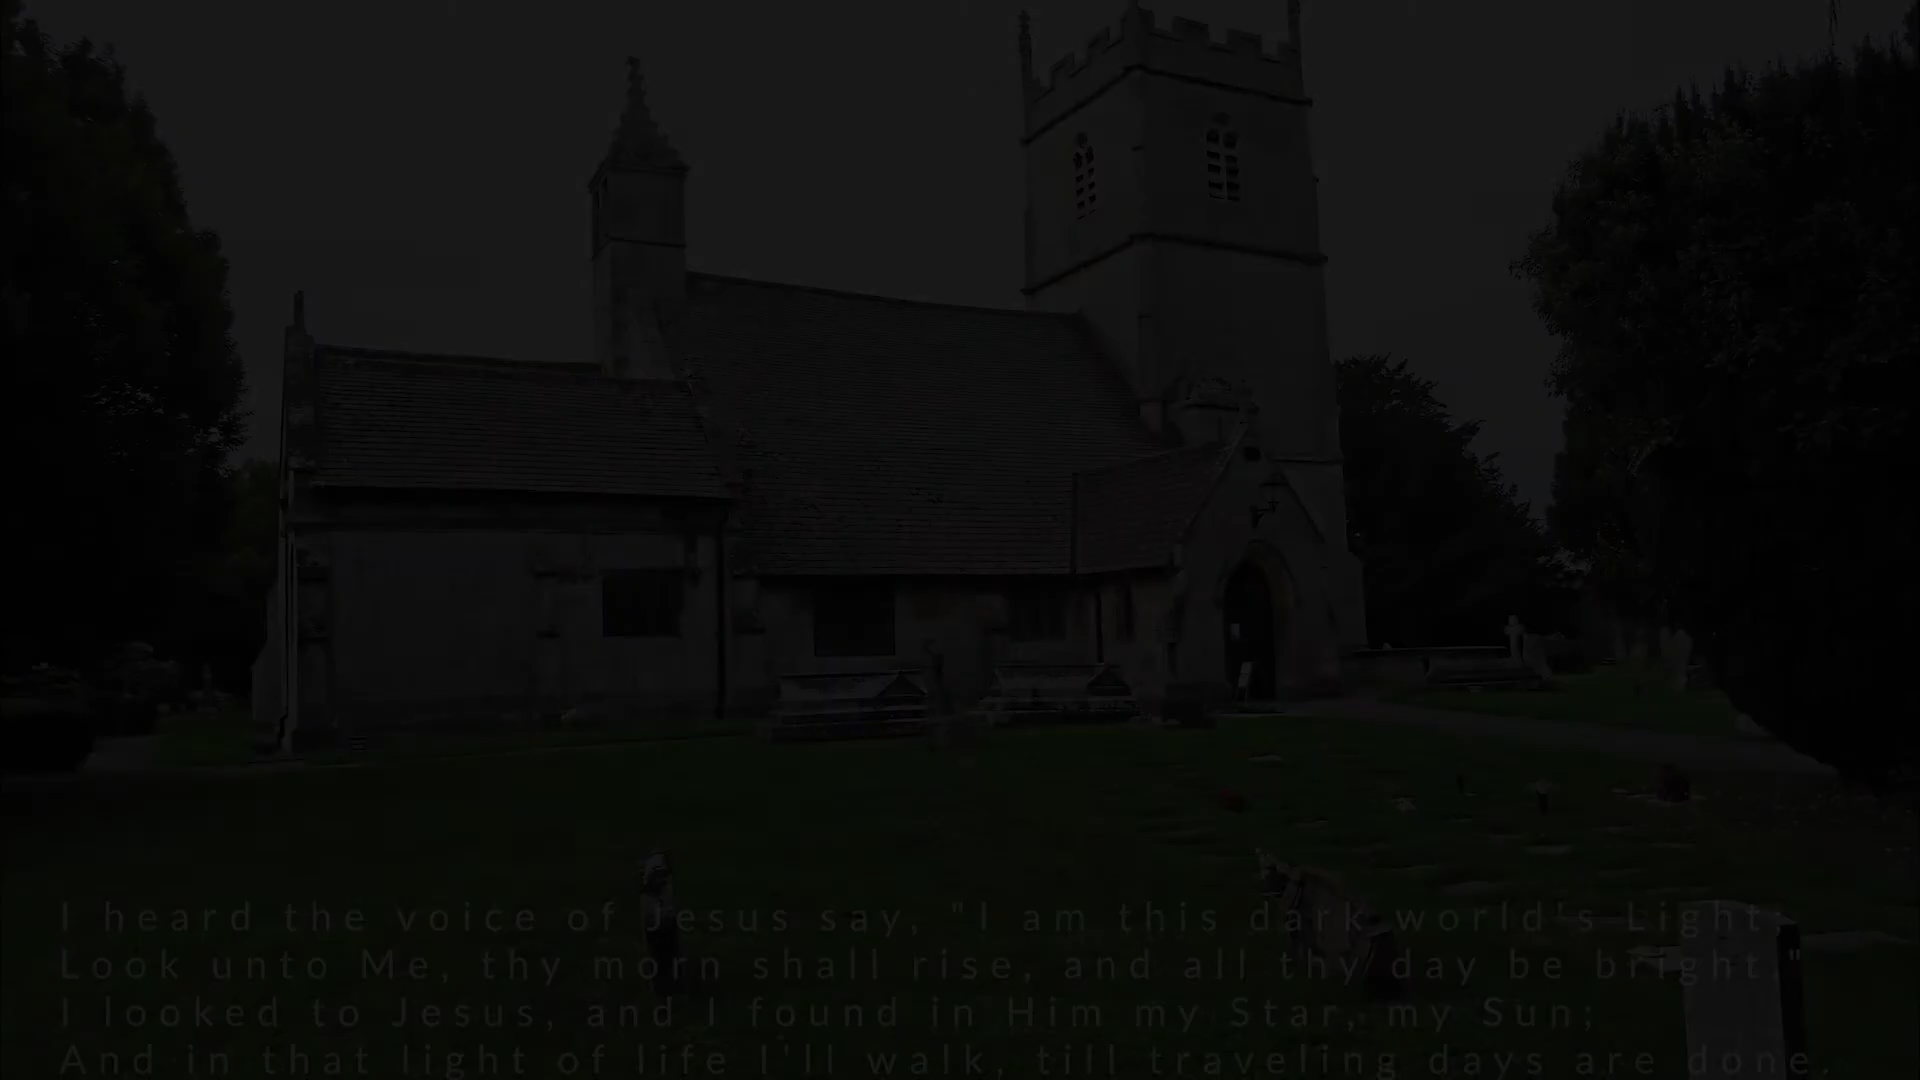 I heard the voice of Jesus say, "I am this dark world's Light;
Look unto Me, thy morn shall rise, and all thy day be bright."
I looked to Jesus, and I found in Him my Star, my Sun;
And in that light of life I'll walk, till traveling days are done.